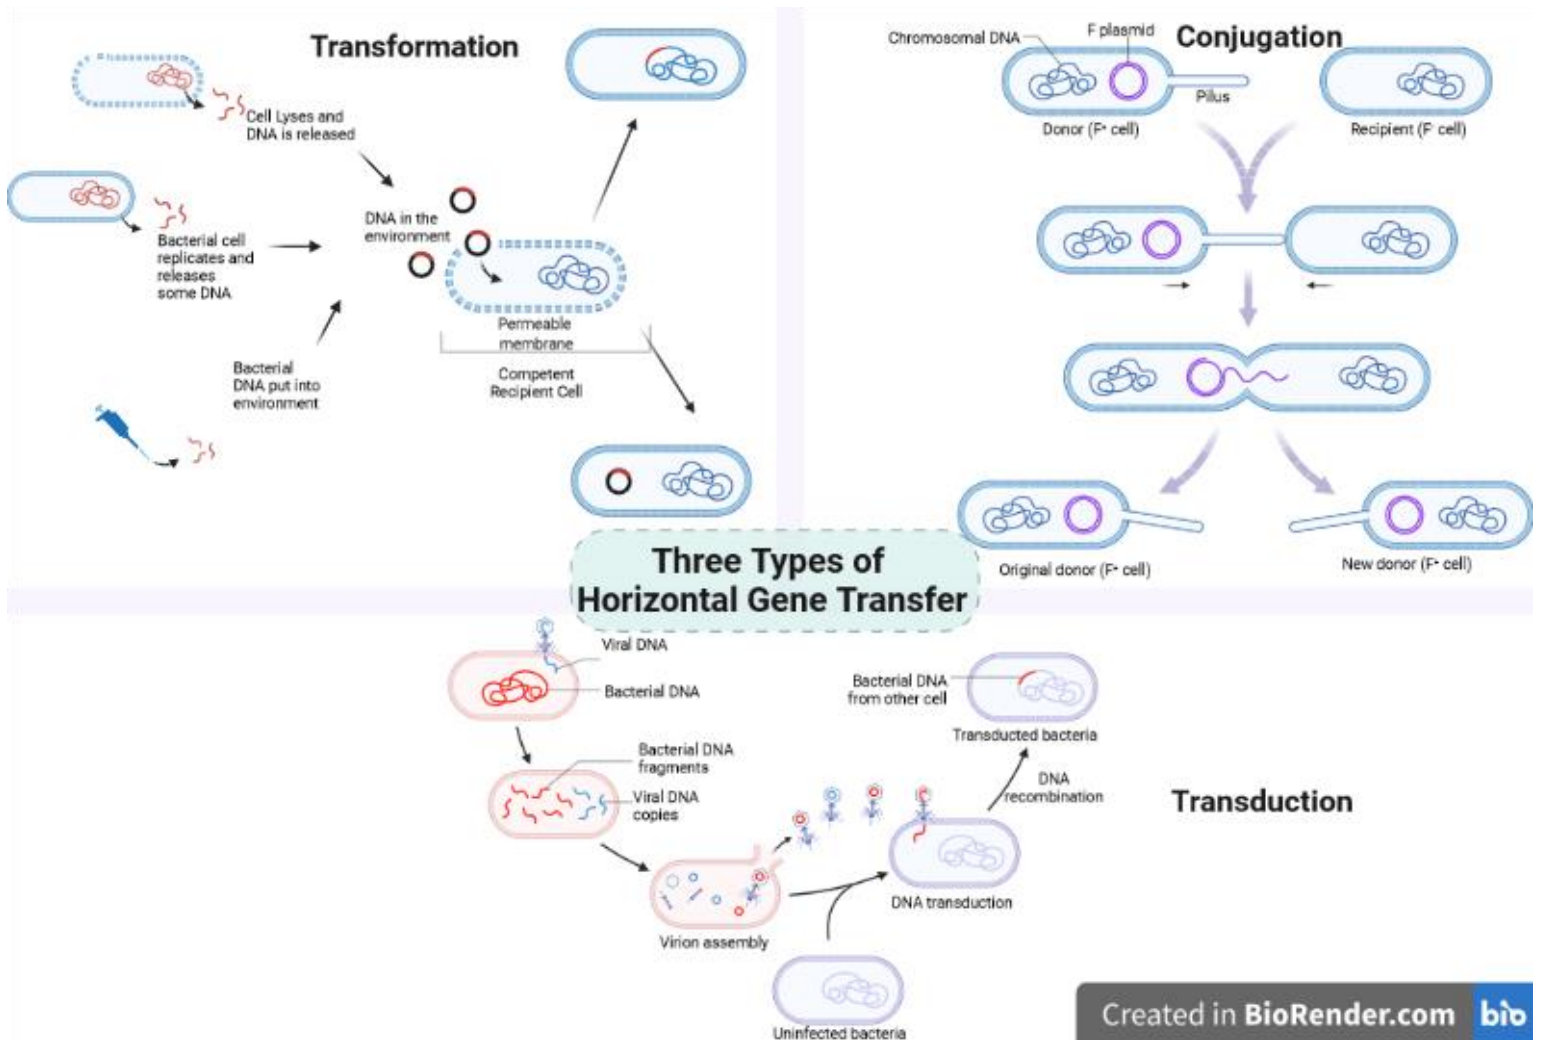 Transformation
Cell Lyses and
DNA is released
Bacterial cell
replicates and
releases
some DNA
Bacterial
DNA put into
environment
DNA in the
environment
Permeable
membrane
Competent
Recipient Cell
Conjugation
Chromosomal DNA
F plasmid
Pilus
Donor (F⁺ cell)
Recipient (F⁻ cell)
Original donor (F⁺ cell)
New donor (F⁺ cell)
Three Types of
Horizontal Gene Transfer
Viral DNA
Bacterial DNA
Bacterial DNA
fragments
Viral DNA
copies
Virion assembly
Uninfected bacteria
DNA transduction
DNA
recombination
Bacterial DNA
from other cell
Transducted bacteria
Transduction
Created in BioRender.com bio